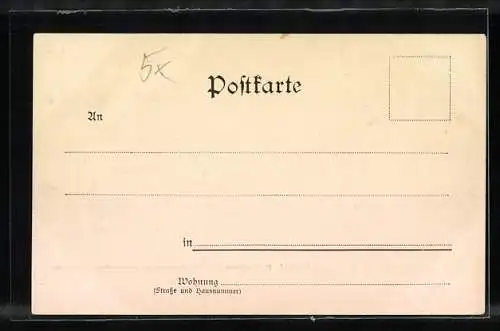 5x
Postkarte
An
in
Wohnung
(Straße und Hausnummer)